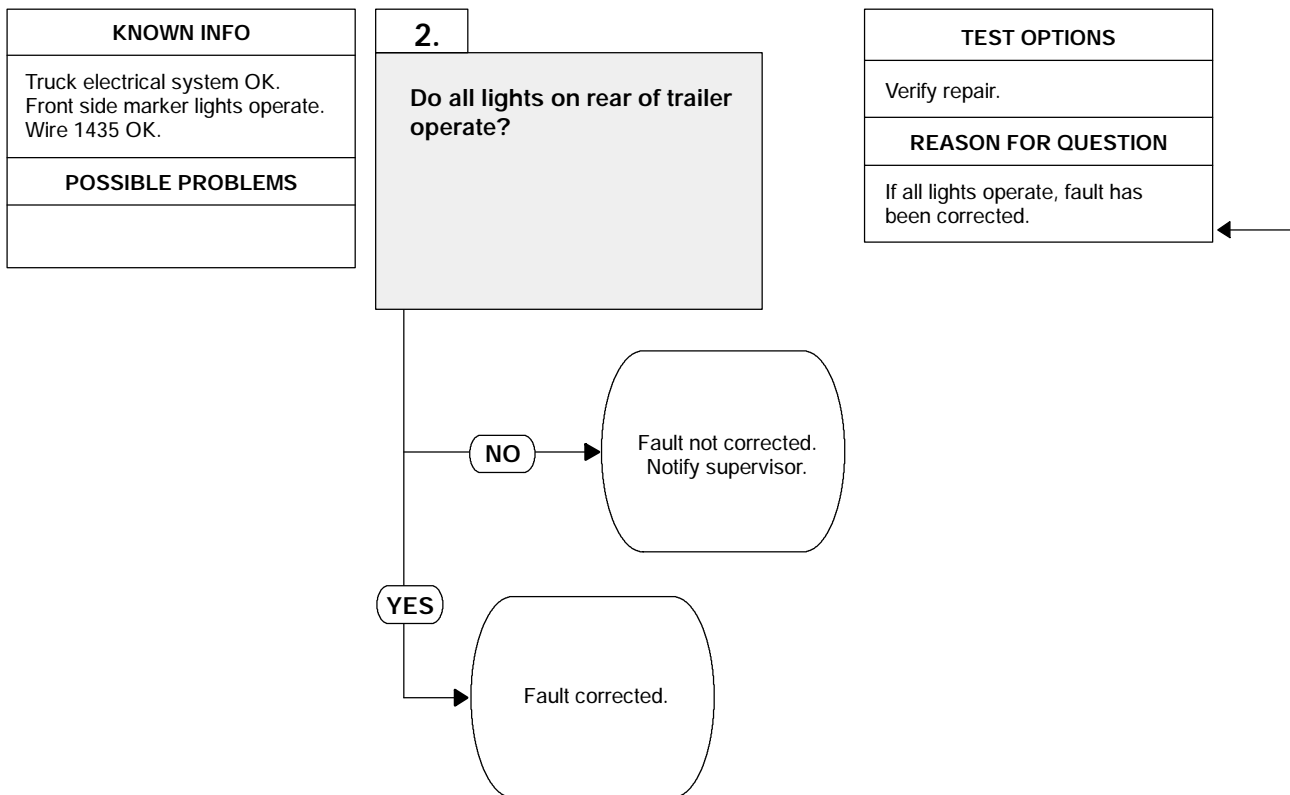 KNOWN INFO
Truck electrical system OK.
Front side marker lights operate.
Wire 1435 OK.
POSSIBLE PROBLEMS
2.
Do all lights on rear of trailer
operate?
TEST OPTIONS
Verify repair.
REASON FOR QUESTION
If all lights operate, fault has
been corrected.
NO
Fault not corrected.
Notify supervisor.
YES
Fault corrected.